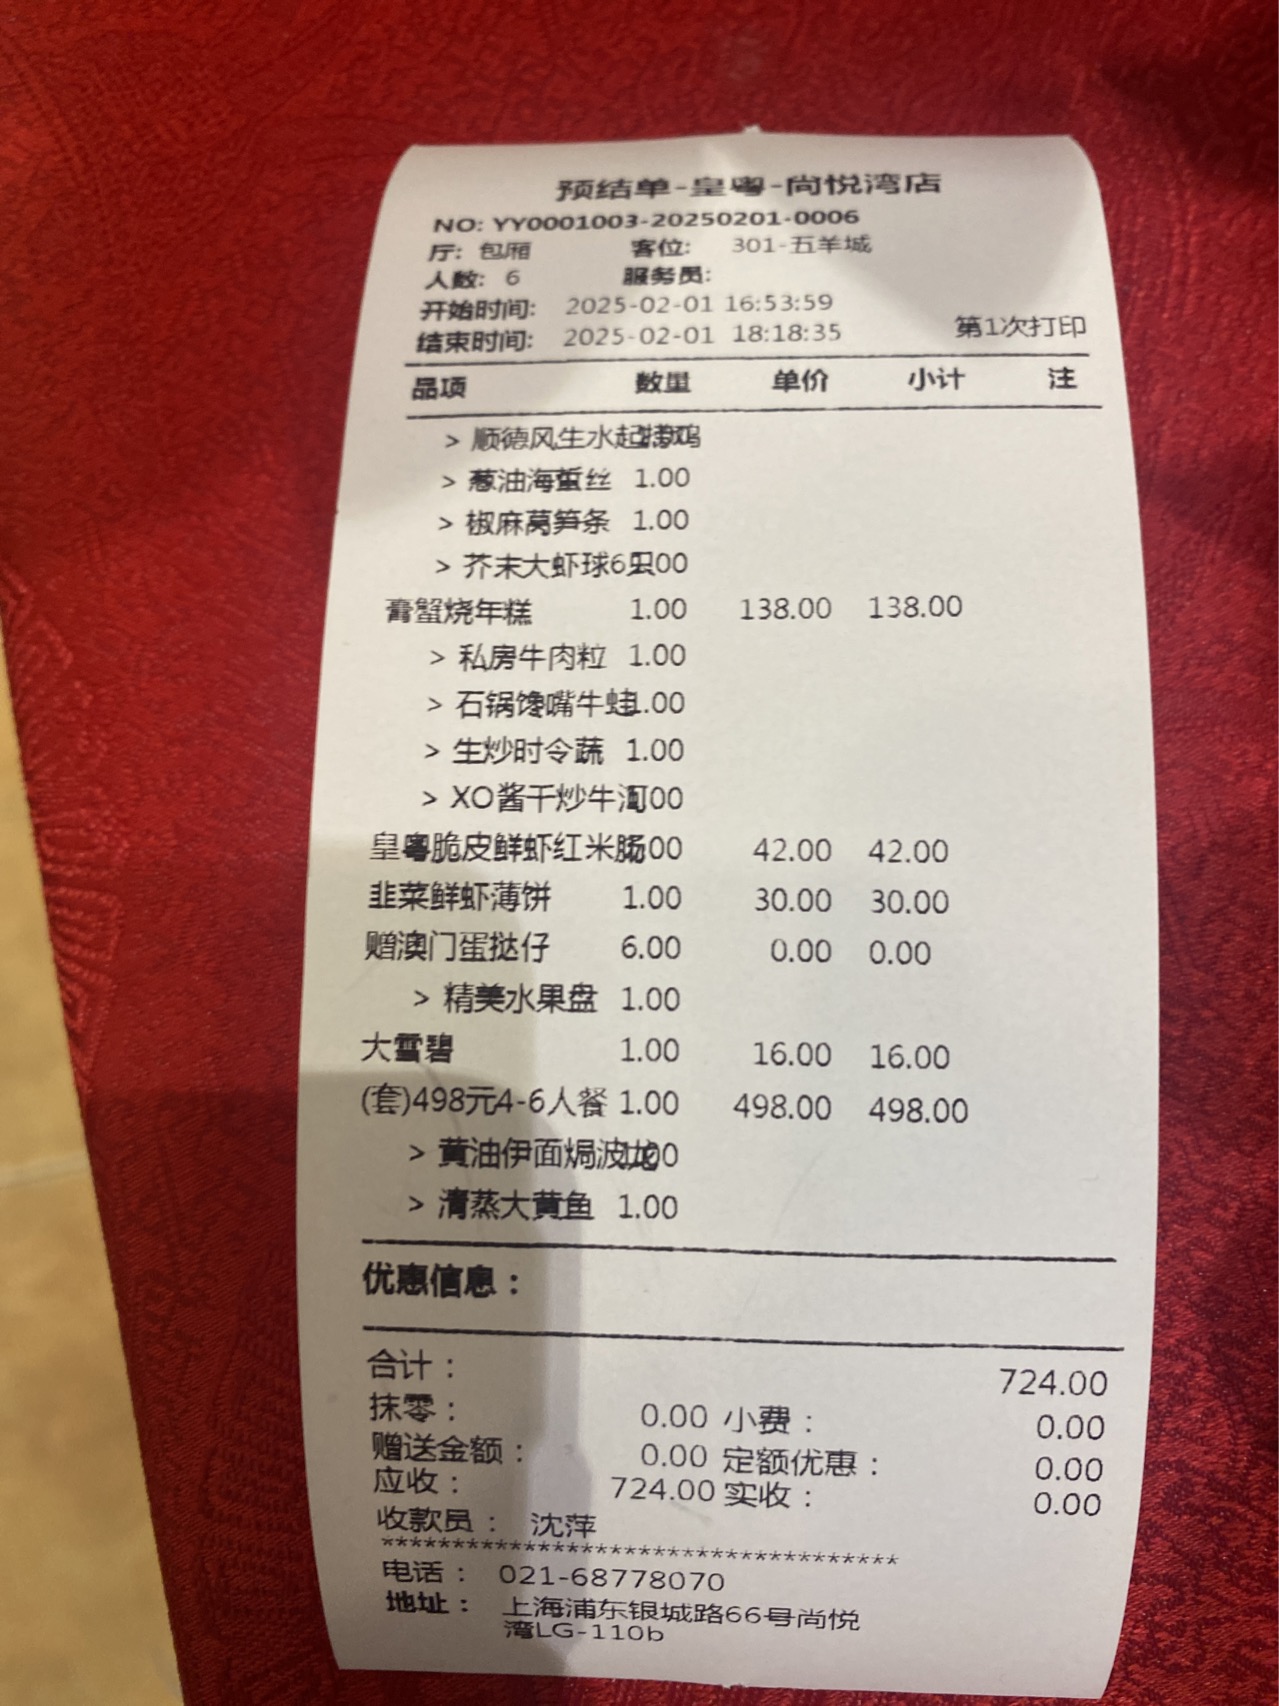 预结单-皇粤-尚悦湾店
NO: YY0001003-20250201-0006
厅: 包厢 客位: 301-五羊城
人数: 6 服务员:
开始时间: 2025-02-01 16:53:59
结束时间: 2025-02-01 18:18:35 第1次打印
品项 数量 单价 小计 注
> 顺德风生水起捞鸡
> 葱油海蜇丝 1.00
> 椒麻莴笋条 1.00
> 芥末大虾球6只 .00
膏蟹烧年糕 1.00 138.00 138.00
> 私房牛肉粒 1.00
> 石锅馋嘴牛蛙 1.00
> 生炒时令蔬 1.00
> XO酱干炒牛河 .00
皇粤脆皮鲜虾红米肠 .00 42.00 42.00
韭菜鲜虾薄饼 1.00 30.00 30.00
赠澳门蛋挞仔 6.00 0.00 0.00
> 精美水果盘 1.00
大雪碧 1.00 16.00 16.00
(套)498元4-6人餐 1.00 498.00 498.00
> 黄油伊面焗波龙 1.00
> 清蒸大黄鱼 1.00
优惠信息：
合计： 724.00
抹零： 0.00 小费： 0.00
赠送金额： 0.00 定额优惠： 0.00
应收： 724.00 实收： 0.00
收款员： 沈萍
*************************************
电话： 021-68778070
地址： 上海浦东银城路66号尚悦
湾LG-110b